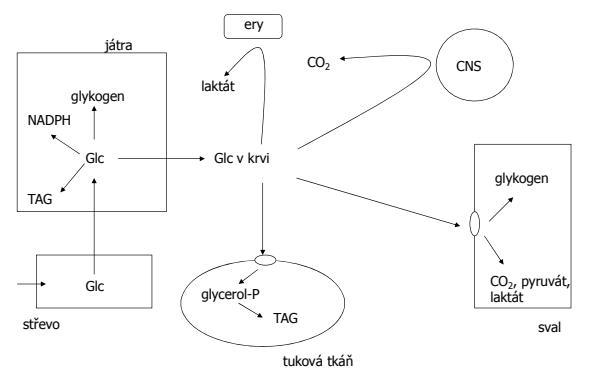 ery
játra
CO₂
CNS
laktát
glykogen
NADPH
Glc
Glc v krvi
TAG
glykogen
Glc
glycerol-P
TAG
CO₂, pyruvát,
laktát
střevo
sval
tuková tkáň